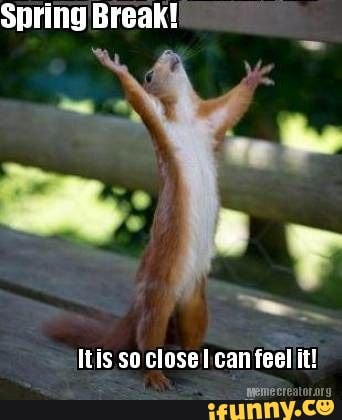 Spring Break!
It is so close I can feel it!
Memecreator.org
ifunny.co